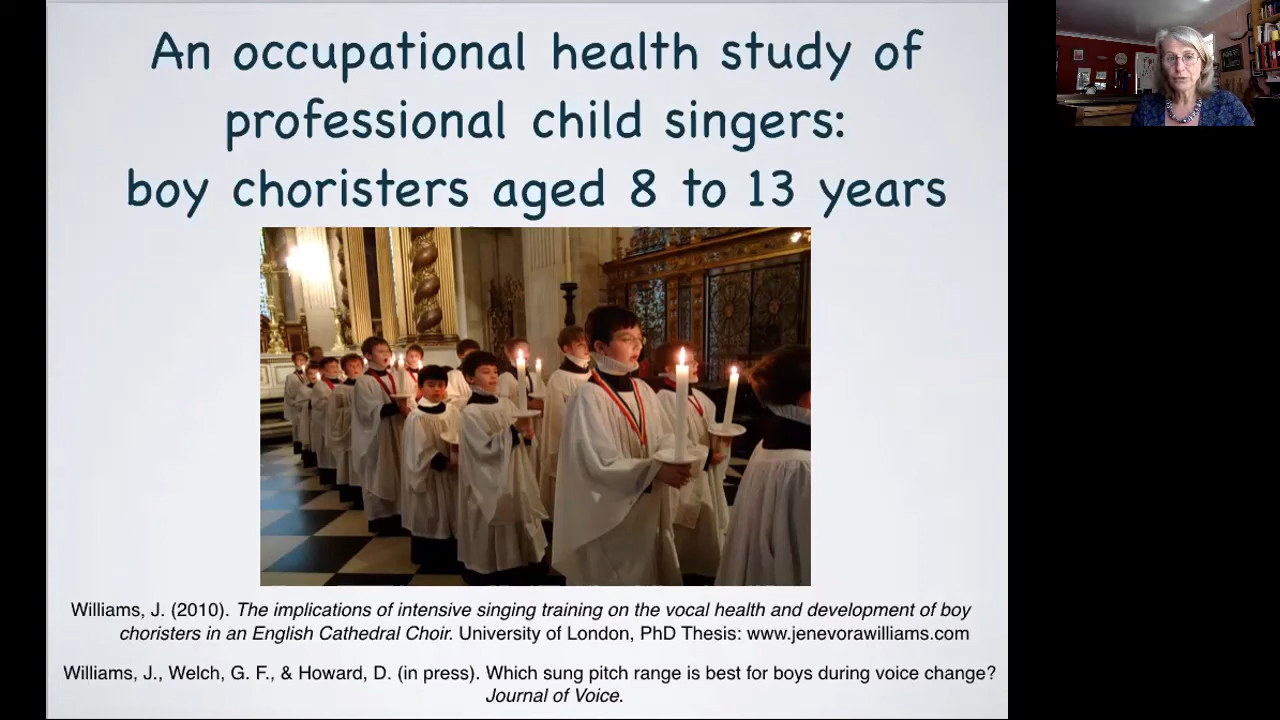 An occupational health study of
professional child singers:
boy choristers aged 8 to 13 years
Williams, J. (2010). The implications of intensive singing training on the vocal health and development of boy
choristers in an English Cathedral Choir. University of London, PhD Thesis: www.jenevorawilliams.com
Williams, J., Welch, G. F., & Howard, D. (in press). Which sung pitch range is best for boys during voice change?
Journal of Voice.